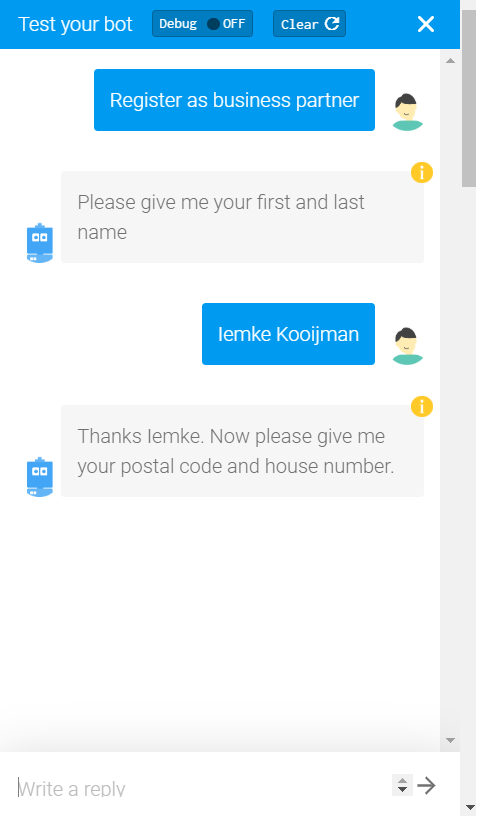 Test your bot Debug OFF Clear
Register as business partner
i
Please give me your first and last
name
Iemke Kooijman
i
Thanks Iemke. Now please give me
your postal code and house number.
Write a reply